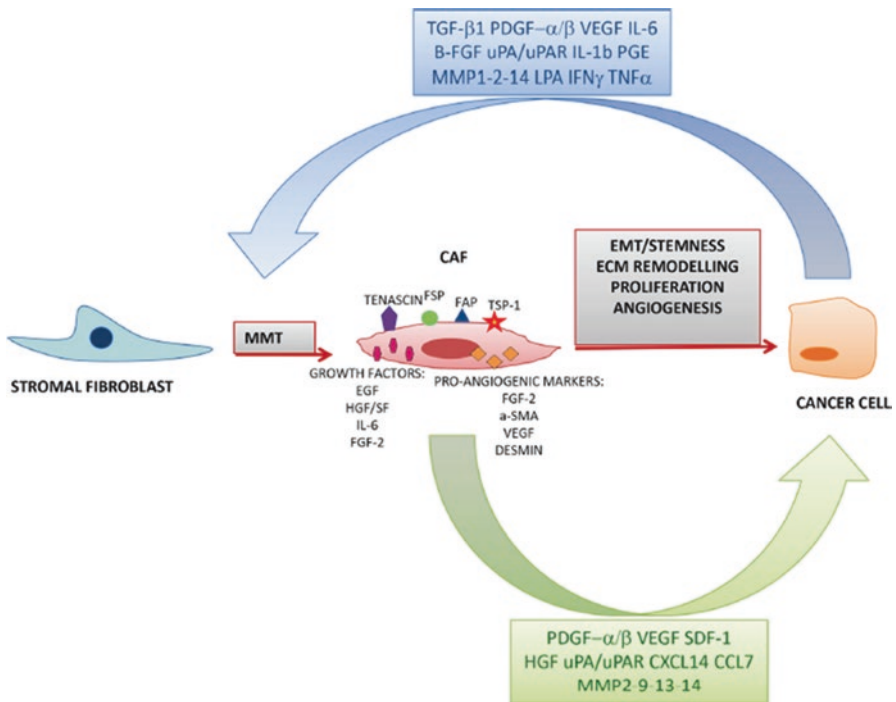 TGF-β1 PDGF-α/β VEGF IL-6
B-FGF uPA/uPAR IL-1b PGE
MMP1-2-14 LPA IFNγ TNFα
EMT/STEMNESS
ECM REMODELLING
PROLIFERATION
ANGIOGENESIS
CAF
TENASCIN FSP FAP TSP-1
MMT
STROMAL FIBROBLAST
GROWTH FACTORS:
EGF
HGF/SF
IL-6
FGF-2
PRO-ANGIOGENIC MARKERS:
FGF-2
a-SMA
VEGF
DESMIN
CANCER CELL
PDGF-α/β VEGF SDF-1
HGF uPA/uPAR CXCL14 CCL7
MMP2-9-13-14